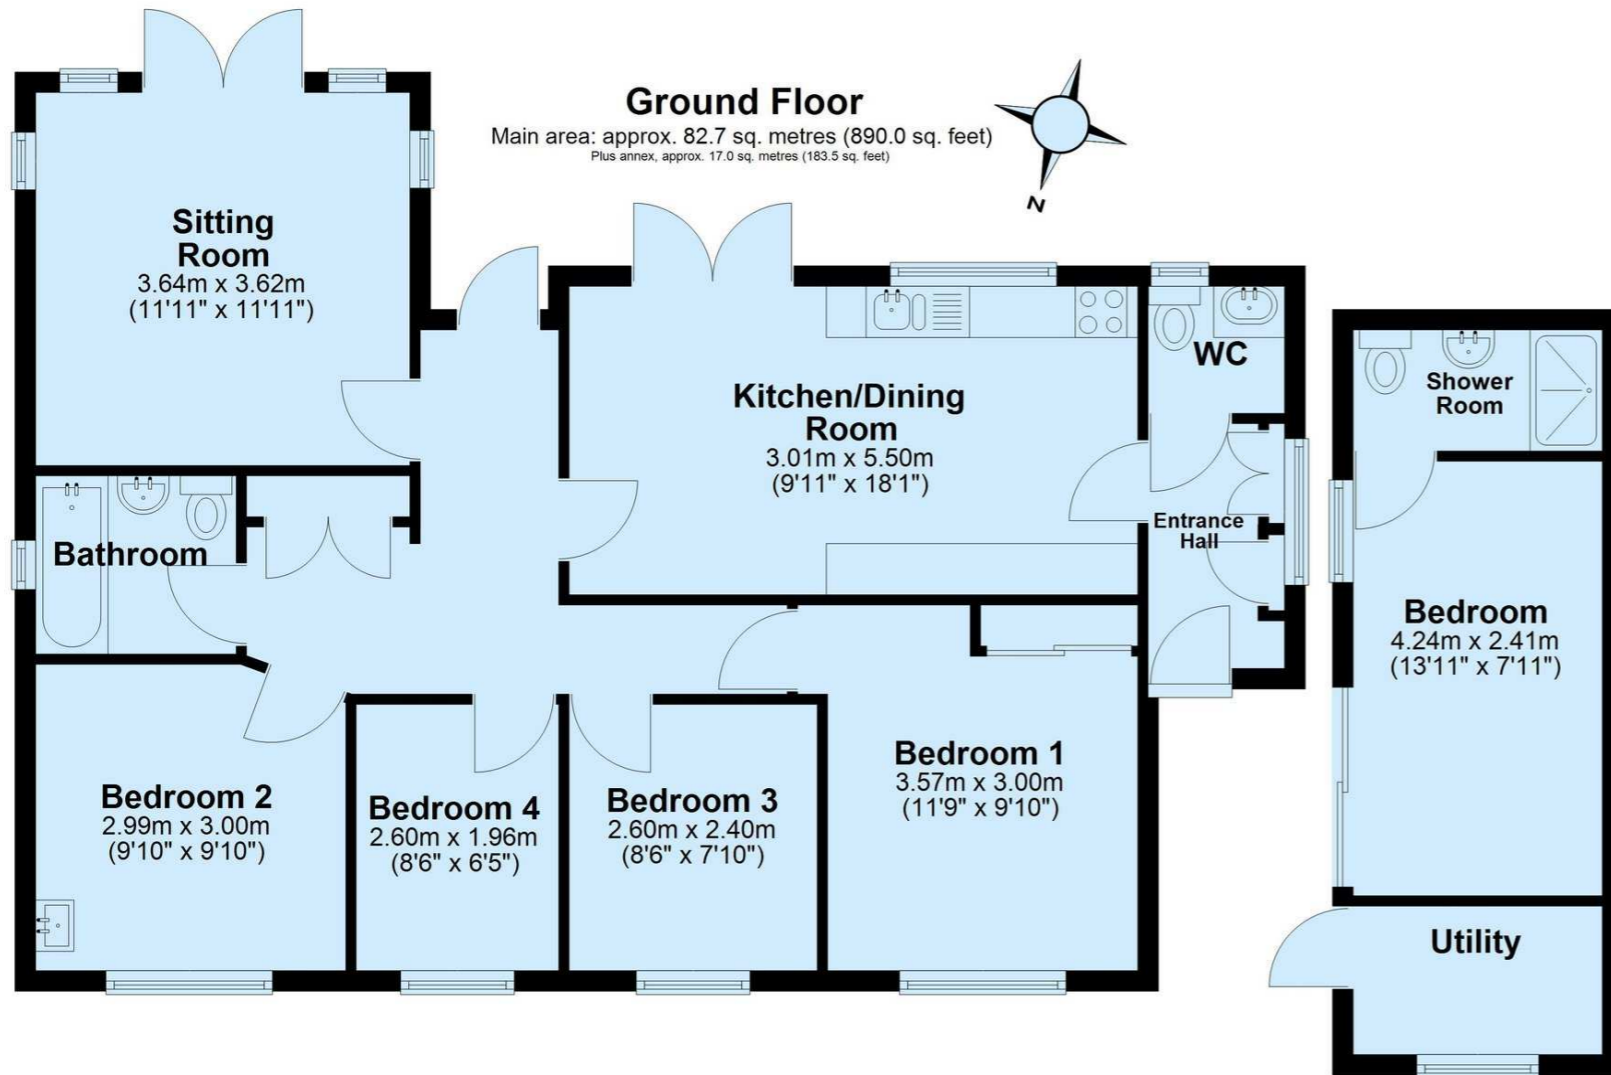 Ground Floor
Main area: approx. 82.7 sq. metres (890.0 sq. feet)
Plus annex, approx. 17.0 sq. metres (183.5 sq. feet)
N
Sitting
Room
3.64m x 3.62m
(11'11" x 11'11")
Kitchen/Dining
Room
3.01m x 5.50m
(9'11" x 18'1")
WC
Shower
Room
Entrance
Hall
Bathroom
Bedroom
4.24m x 2.41m
(13'11" x 7'11")
Bedroom 2
2.99m x 3.00m
(9'10" x 9'10")
Bedroom 4
2.60m x 1.96m
(8'6" x 6'5")
Bedroom 3
2.60m x 2.40m
(8'6" x 7'10")
Bedroom 1
3.57m x 3.00m
(11'9" x 9'10")
Utility